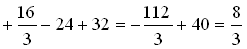 + 16/3 − 24 + 32 = − 112/3 + 40 = 8/3